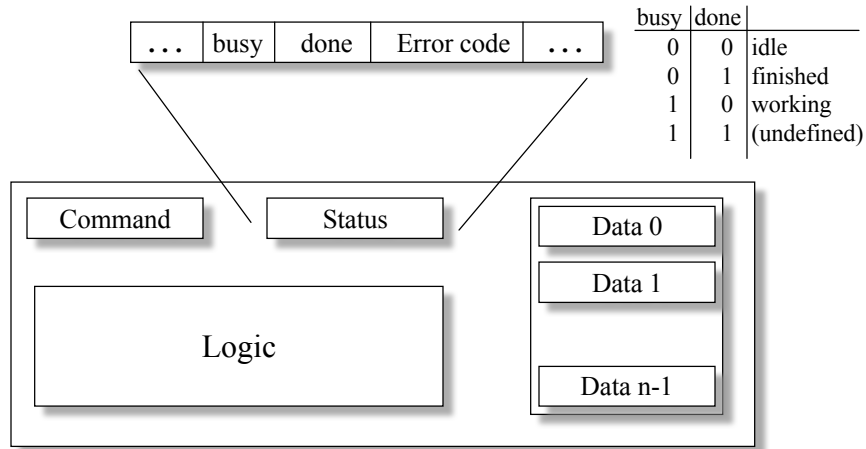 busy done
... busy done Error code ...
0 0 idle
0 1 finished
1 0 working
1 1 (undefined)
Command Status Data 0
Data 1
Logic
Data n-1